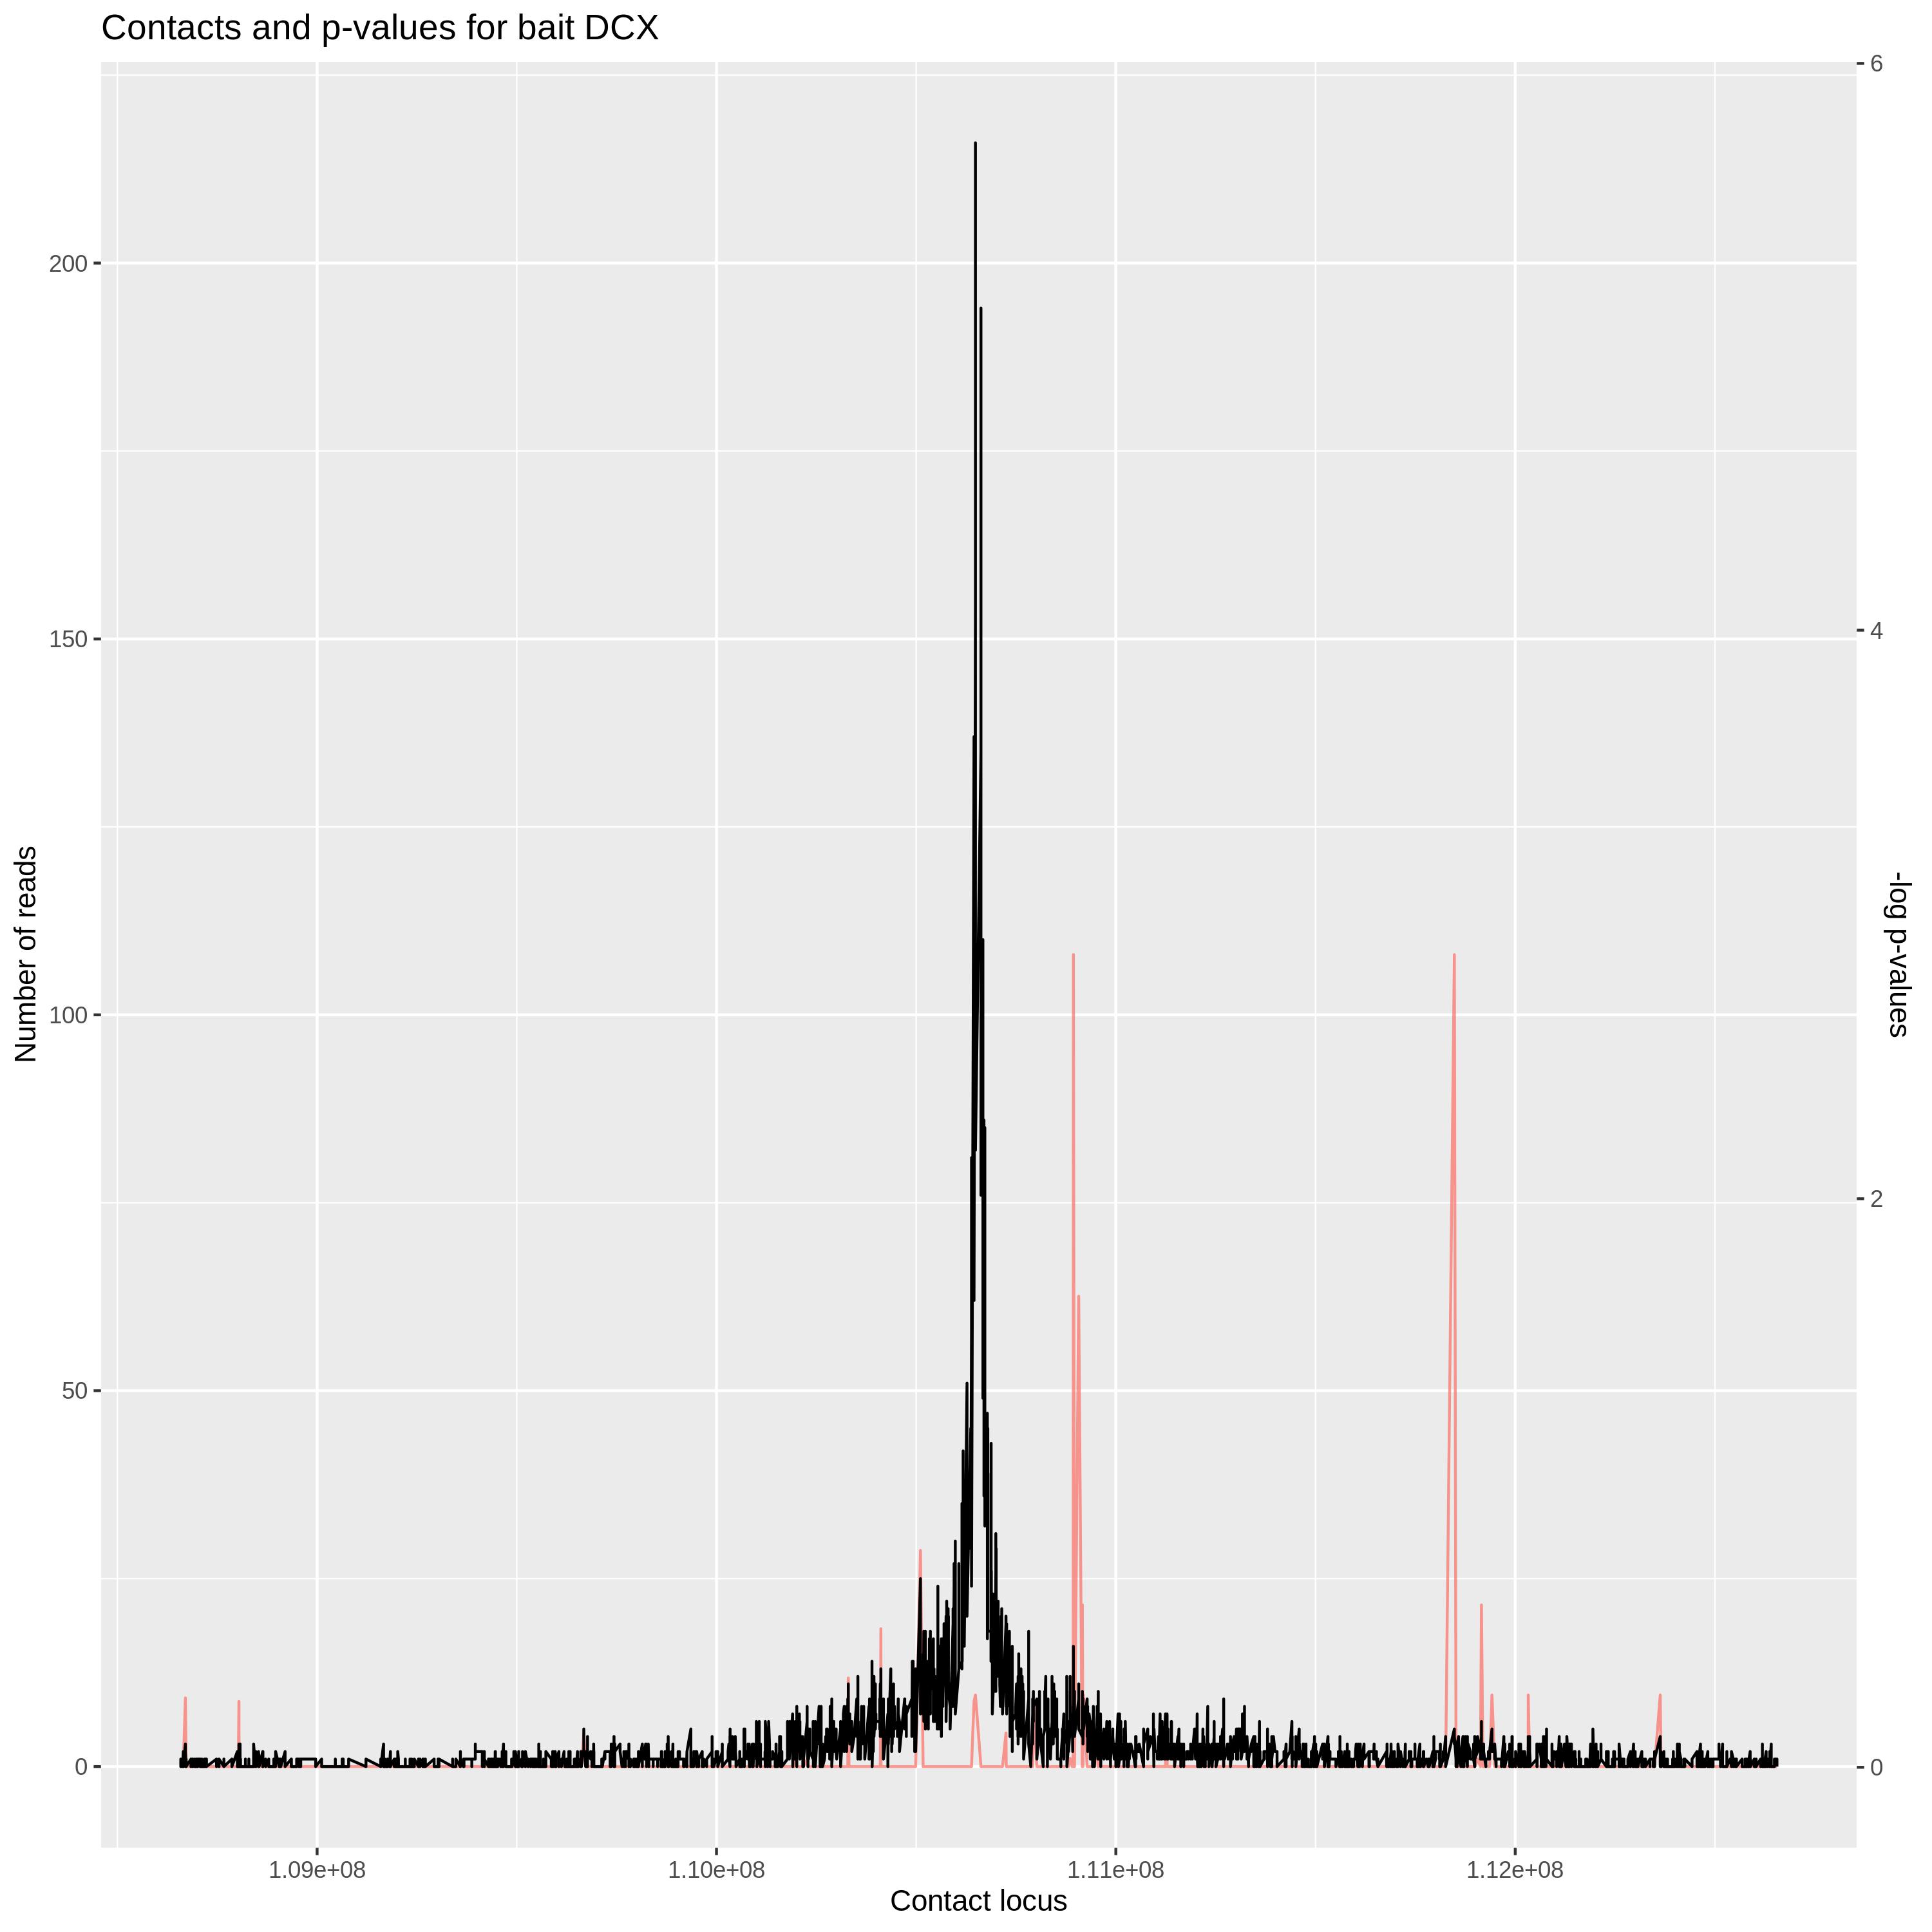 Contacts and p-values for bait DCX
Number of reads
200
150
100
50
0
6
4
2
0
-log p-values
1.09e+08
1.10e+08
1.11e+08
1.12e+08
Contact locus